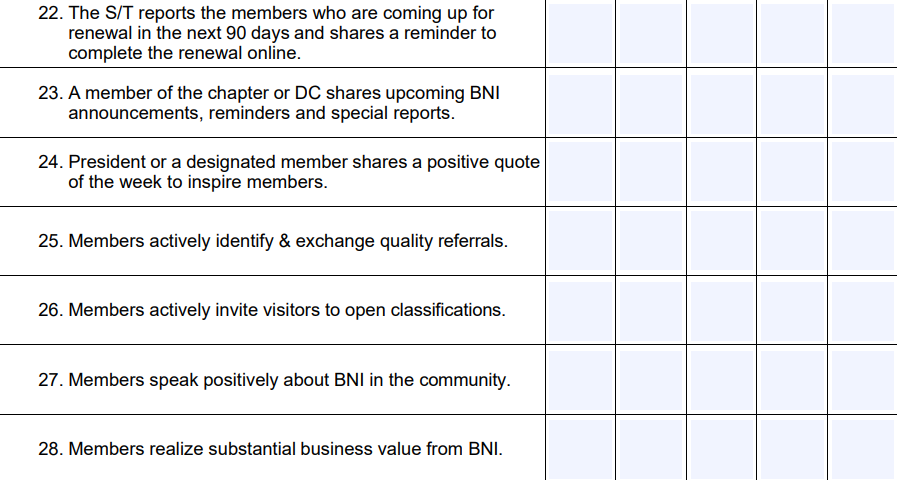 22. The S/T reports the members who are coming up for
renewal in the next 90 days and shares a reminder to
complete the renewal online.
23. A member of the chapter or DC shares upcoming BNI
announcements, reminders and special reports.
24. President or a designated member shares a positive quote
of the week to inspire members.
25. Members actively identify & exchange quality referrals.
26. Members actively invite visitors to open classifications.
27. Members speak positively about BNI in the community.
28. Members realize substantial business value from BNI.